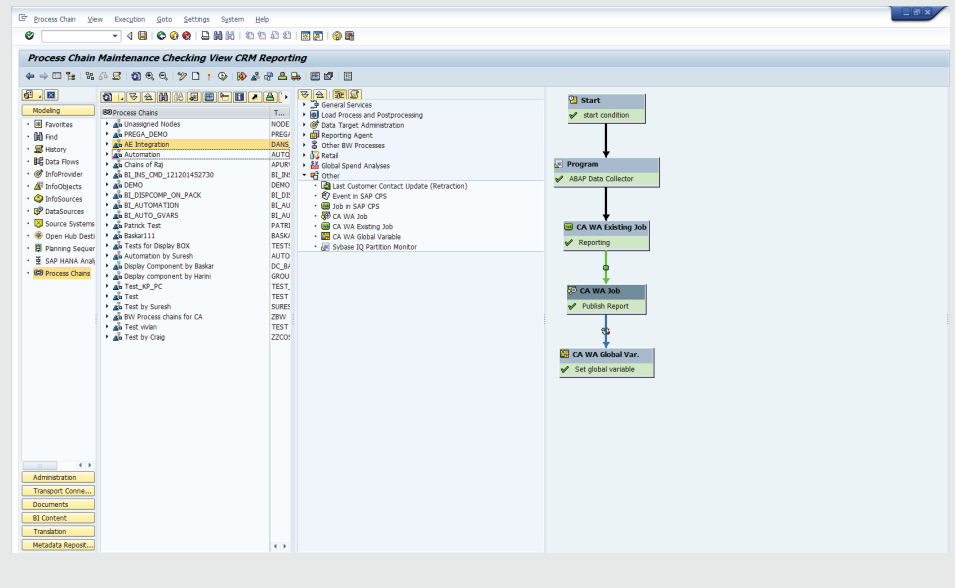 Process Chain View Execution Goto Settings System Help
Process Chain Maintenance Checking View CRM Reporting
Modeling
Favorites
Find
History
Data Flows
InfoProvider
InfoObjects
InfoSources
DataSources
Source Systems
Open Hub Desti
Planning Sequer
SAP HANA Analy
Process Chains
Administration
Transport Conne...
Documents
BI Content
Translation
Metadata Reposit...
Process Chains T...
Unassigned Nodes NODE
PREGA_DEMO PREGA
AE Integration DANS_
Automation AUTO
Chains of Raj APURV
BI_INS_CMD_121201452730 BI_INS
DEMO DEMO
BI_DISPCOMP_ON_PACK BI_DIS
BI_AUTOMATION BI_AU
BI_AUTO_GVARS BI_AU
Patrick Test PATRI
Baskar111 BASKA
Tests for Display BOX TESTS
Automation by Suresh AUTO
Display Component by Baskar DC_BA
Display component by Harini GROU
Test_KP_PC TEST_
Test TEST
Test by Suresh SURES
BW Process chains for CA ZBW
Test vivian TEST
Test by Craig ZZCOS
General Services
Load Process and Postprocessing
Data Target Administration
Reporting Agent
Other BW Processes
Retail
Global Spend Analyses
Other
Last Customer Contact Update (Retraction)
Event in SAP CPS
Job in SAP CPS
CA WA Job
CA WA Existing Job
CA WA Global Variable
Sybase IQ Partition Monitor
Start
start condition
Program
ABAP Data Collector
CA WA Existing Job
Reporting
CA WA Job
Publish Report
CA WA Global Var.
Set global variable